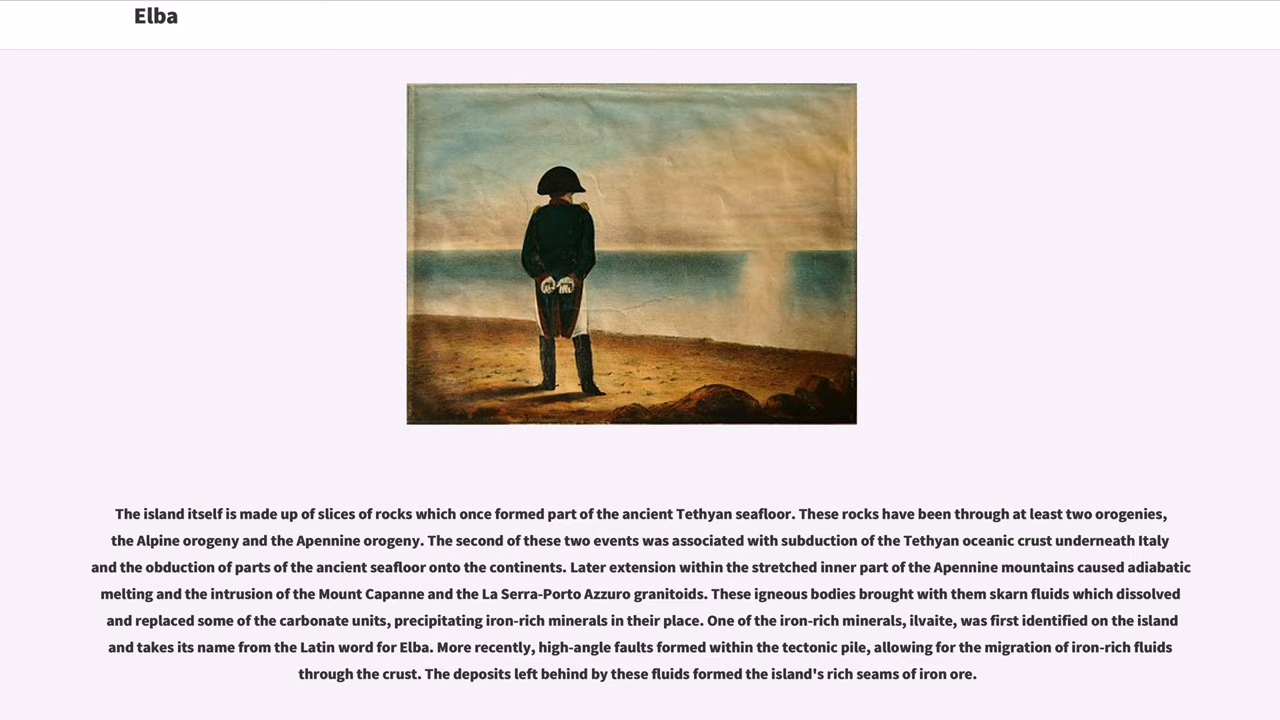 Elba
The island itself is made up of slices of rocks which once formed part of the ancient Tethyan seafloor. These rocks have been through at least two orogenies,
the Alpine orogeny and the Apennine orogeny. The second of these two events was associated with subduction of the Tethyan oceanic crust underneath Italy
and the obduction of parts of the ancient seafloor onto the continents. Later extension within the stretched inner part of the Apennine mountains caused adiabatic
melting and the intrusion of the Mount Capanne and the La Serra-Porto Azzuro granitoids. These igneous bodies brought with them skarn fluids which dissolved
and replaced some of the carbonate units, precipitating iron-rich minerals in their place. One of the iron-rich minerals, ilvaite, was first identified on the island
and takes its name from the Latin word for Elba. More recently, high-angle faults formed within the tectonic pile, allowing for the migration of iron-rich fluids
through the crust. The deposits left behind by these fluids formed the island's rich seams of iron ore.